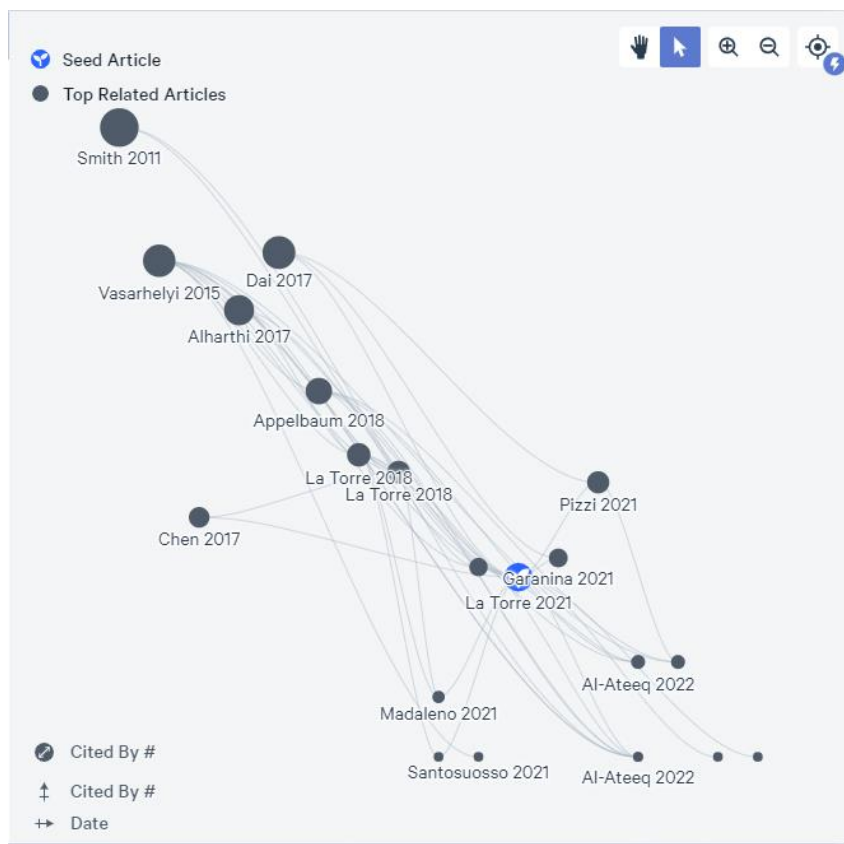 Seed Article
Top Related Articles
Smith 2011
Dai 2017
Vasarhelyi 2015
Alharthi 2017
Appelbaum 2018
La Torre 2018
La Torre 2018
Pizzi 2021
Chen 2017
Garanina 2021
La Torre 2021
Al-Ateeq 2022
Madaleno 2021
Santosuosso 2021
Al-Ateeq 2022
Cited By #
Cited By #
Date